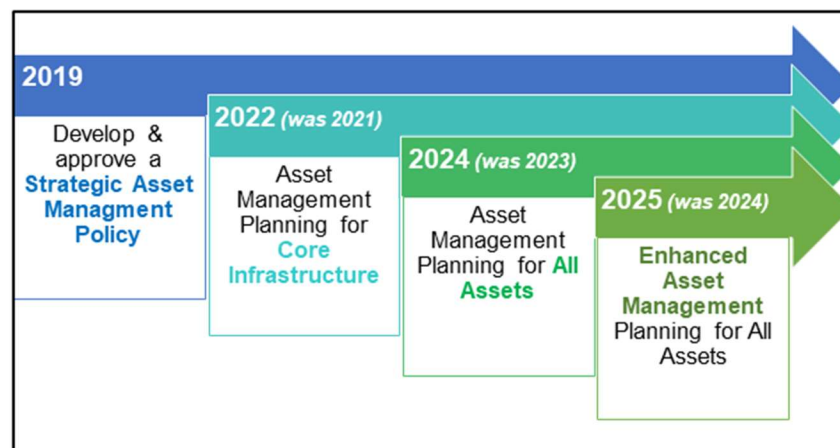 2019
Develop &
approve a
Strategic Asset
Managment
Policy
2022 (was 2021)
Asset
Management
Planning for
Core
Infrastructure
2024 (was 2023)
Asset
Management
Planning for All
Assets
2025 (was 2024)
Enhanced
Asset
Management
Planning for All
Assets